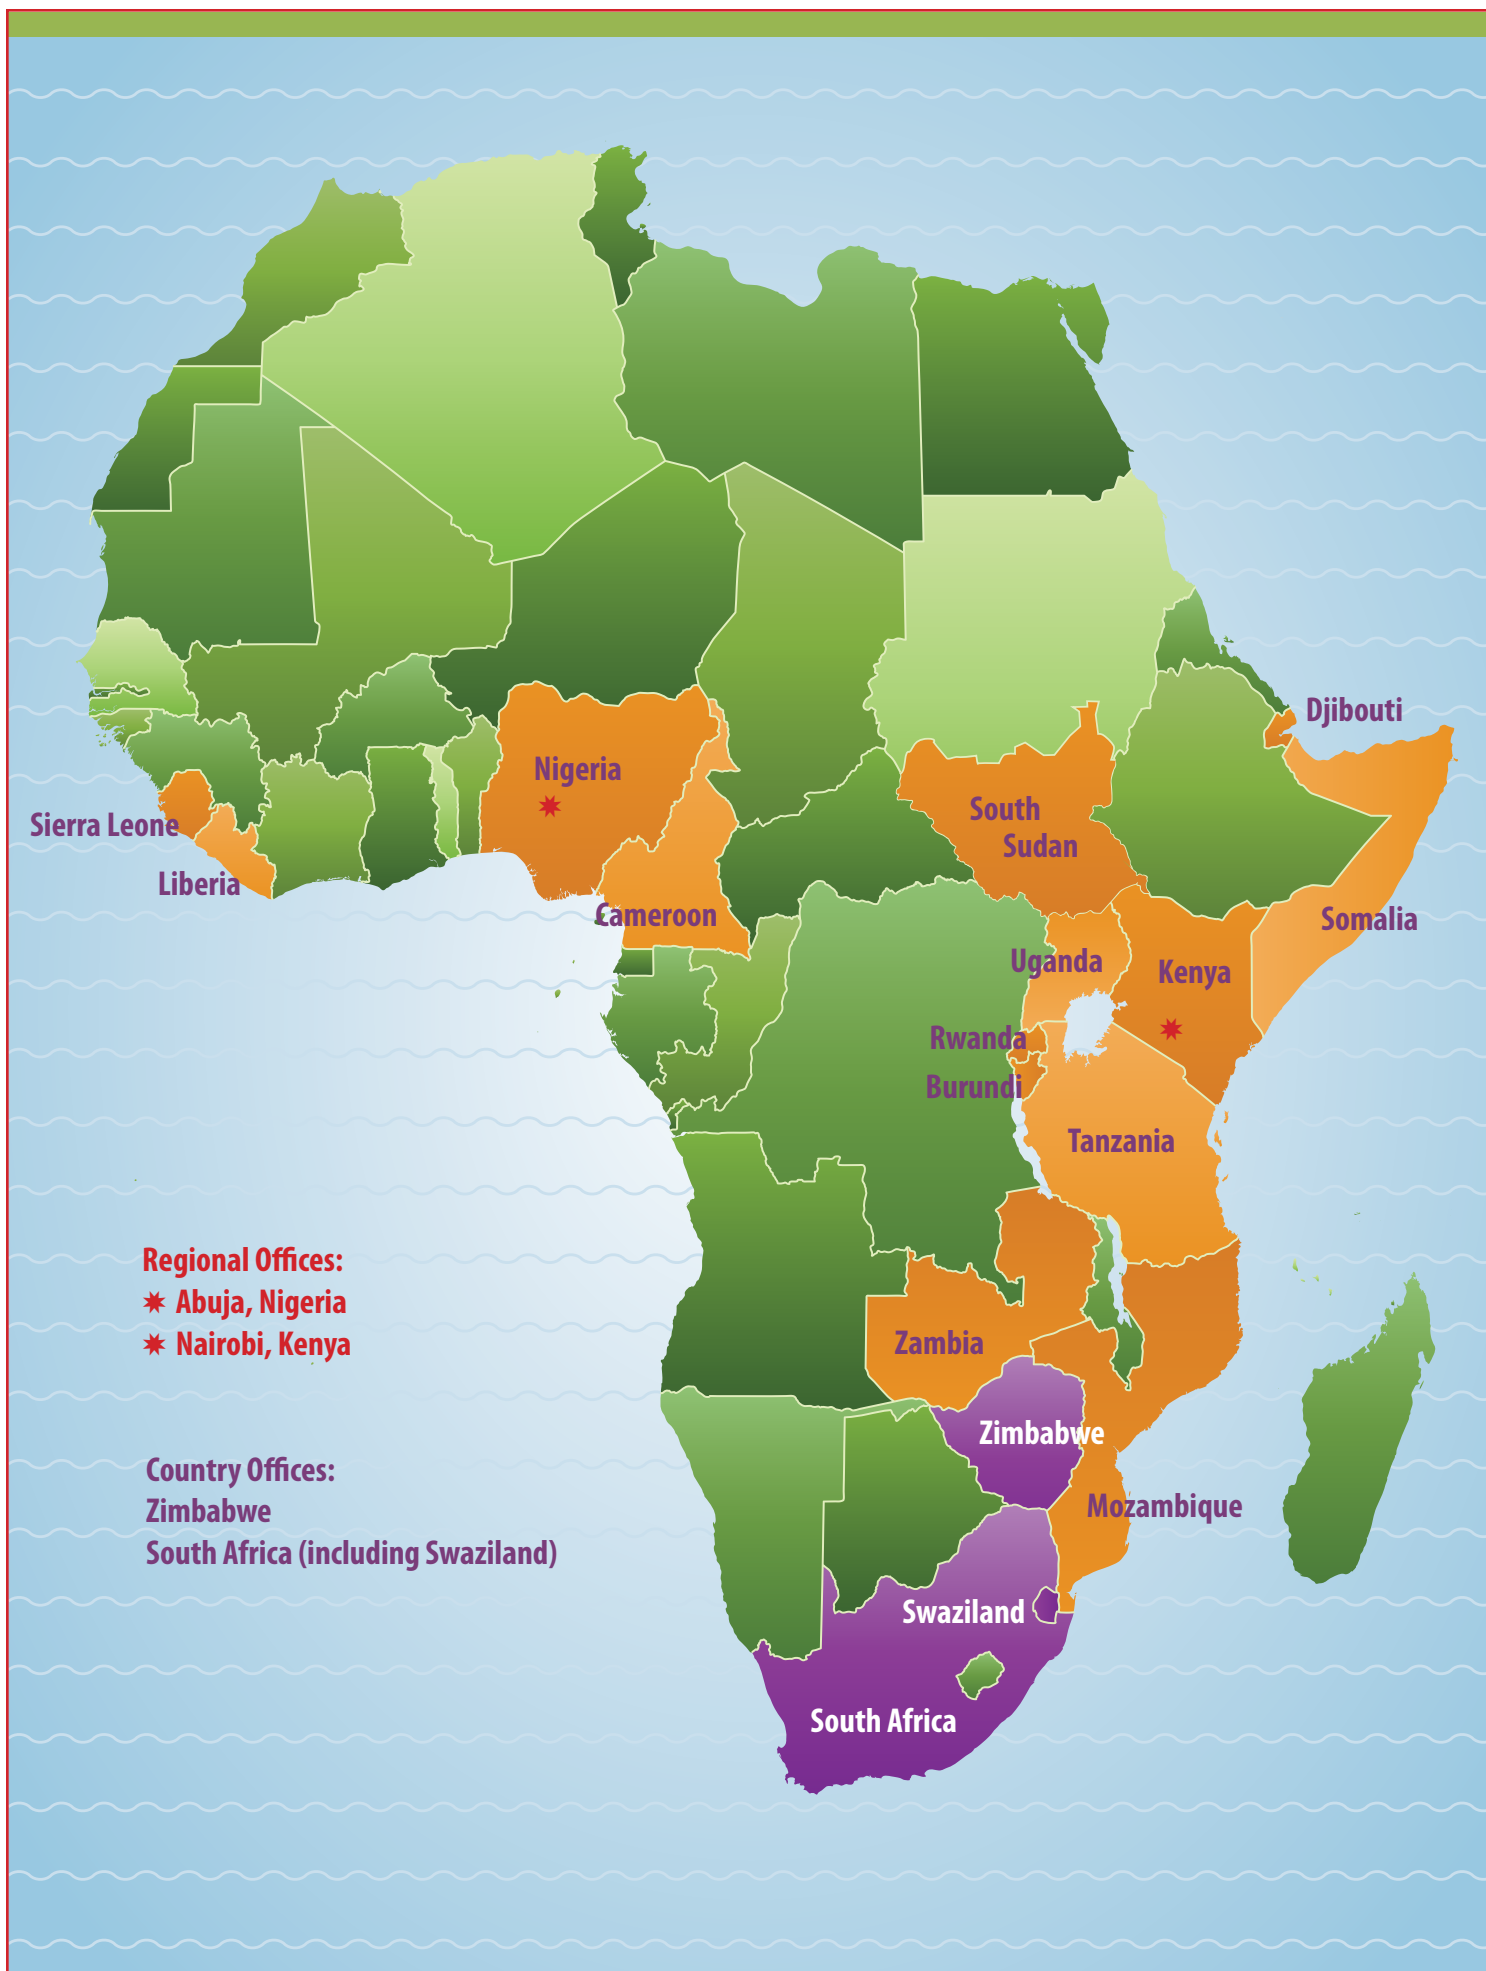 Djibouti
Nigeria
South
Sudan
Sierra Leone
Liberia
Cameroon
Somalia
Uganda
Kenya
Rwanda
Burundi
Tanzania
Regional Offices:
Abuja, Nigeria
Nairobi, Kenya
Zambia
Zimbabwe
Country Offices:
Zimbabwe
South Africa (including Swaziland)
Mozambique
Swaziland
South Africa